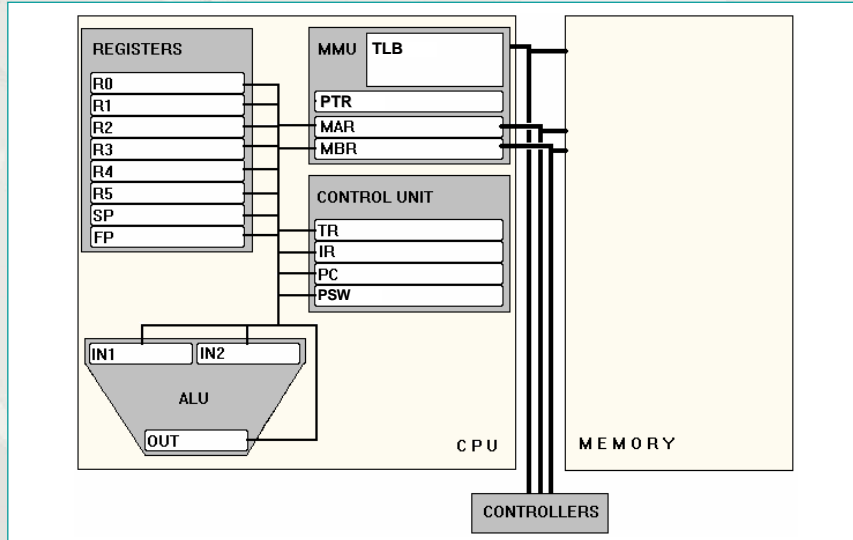 REGISTERS
R0
R1
R2
R3
R4
R5
SP
FP
MMU
TLB
PTR
MAR
MBR
CONTROL UNIT
TR
IR
PC
PSW
IN1
IN2
ALU
OUT
CPU
MEMORY
CONTROLLERS